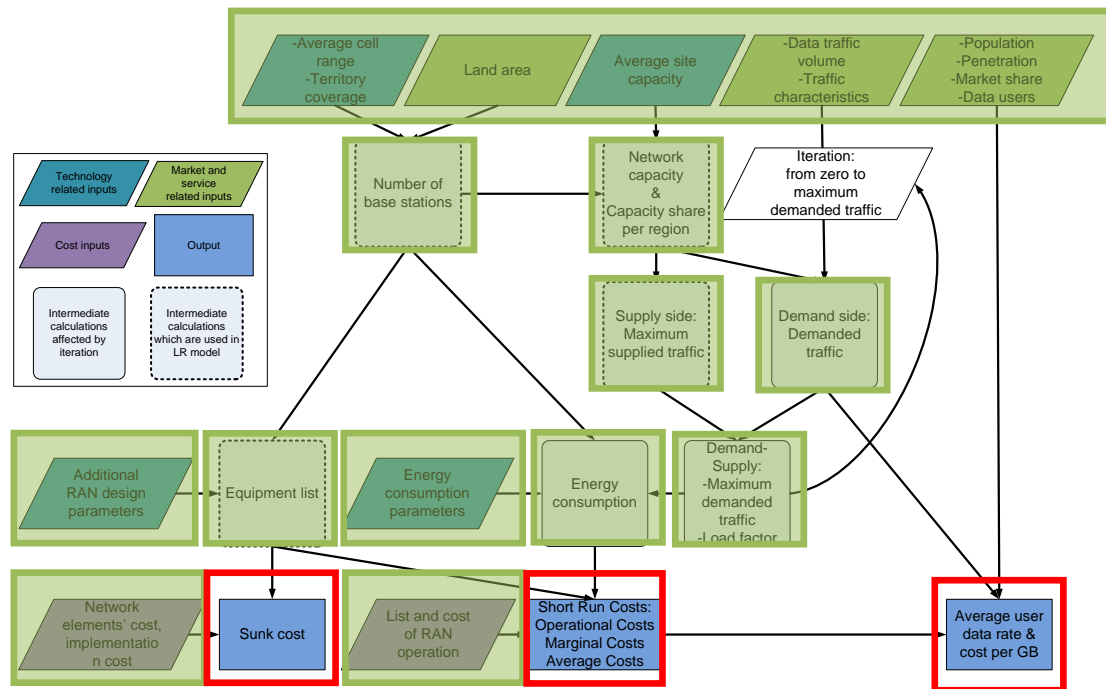 -Average cell
range
-Territory
coverage
Land area
Average site
capacity
-Data traffic
volume
-Traffic
characteristics
-Population
-Penetration
-Market share
-Data users
Technology
related inputs
Market and
service
related inputs
Cost inputs
Output
Intermediate
calculations
affected by
iteration
Intermediate
calculations
which are used in
LR model
Number of
base stations
Network
capacity
&
Capacity share
per region
Iteration:
from zero to
maximum
demanded traffic
Supply side:
Maximum
supplied traffic
Demand side:
Demanded
traffic
Additional
RAN design
parameters
Equipment list
Energy
consumption
parameters
Energy
consumption
Demand-
Supply:
-Maximum
demanded
traffic
-Load factor
Network
elements' cost,
implementatio
n cost
Sunk cost
List and cost
of RAN
operation
Short Run Costs:
Operational Costs
Marginal Costs
Average Costs
Average user
data rate &
cost per GB